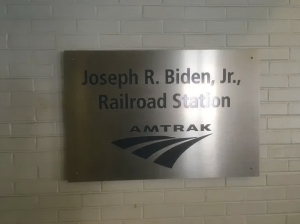 Joseph R. Biden, Jr.,
Railroad Station
AMTRAK